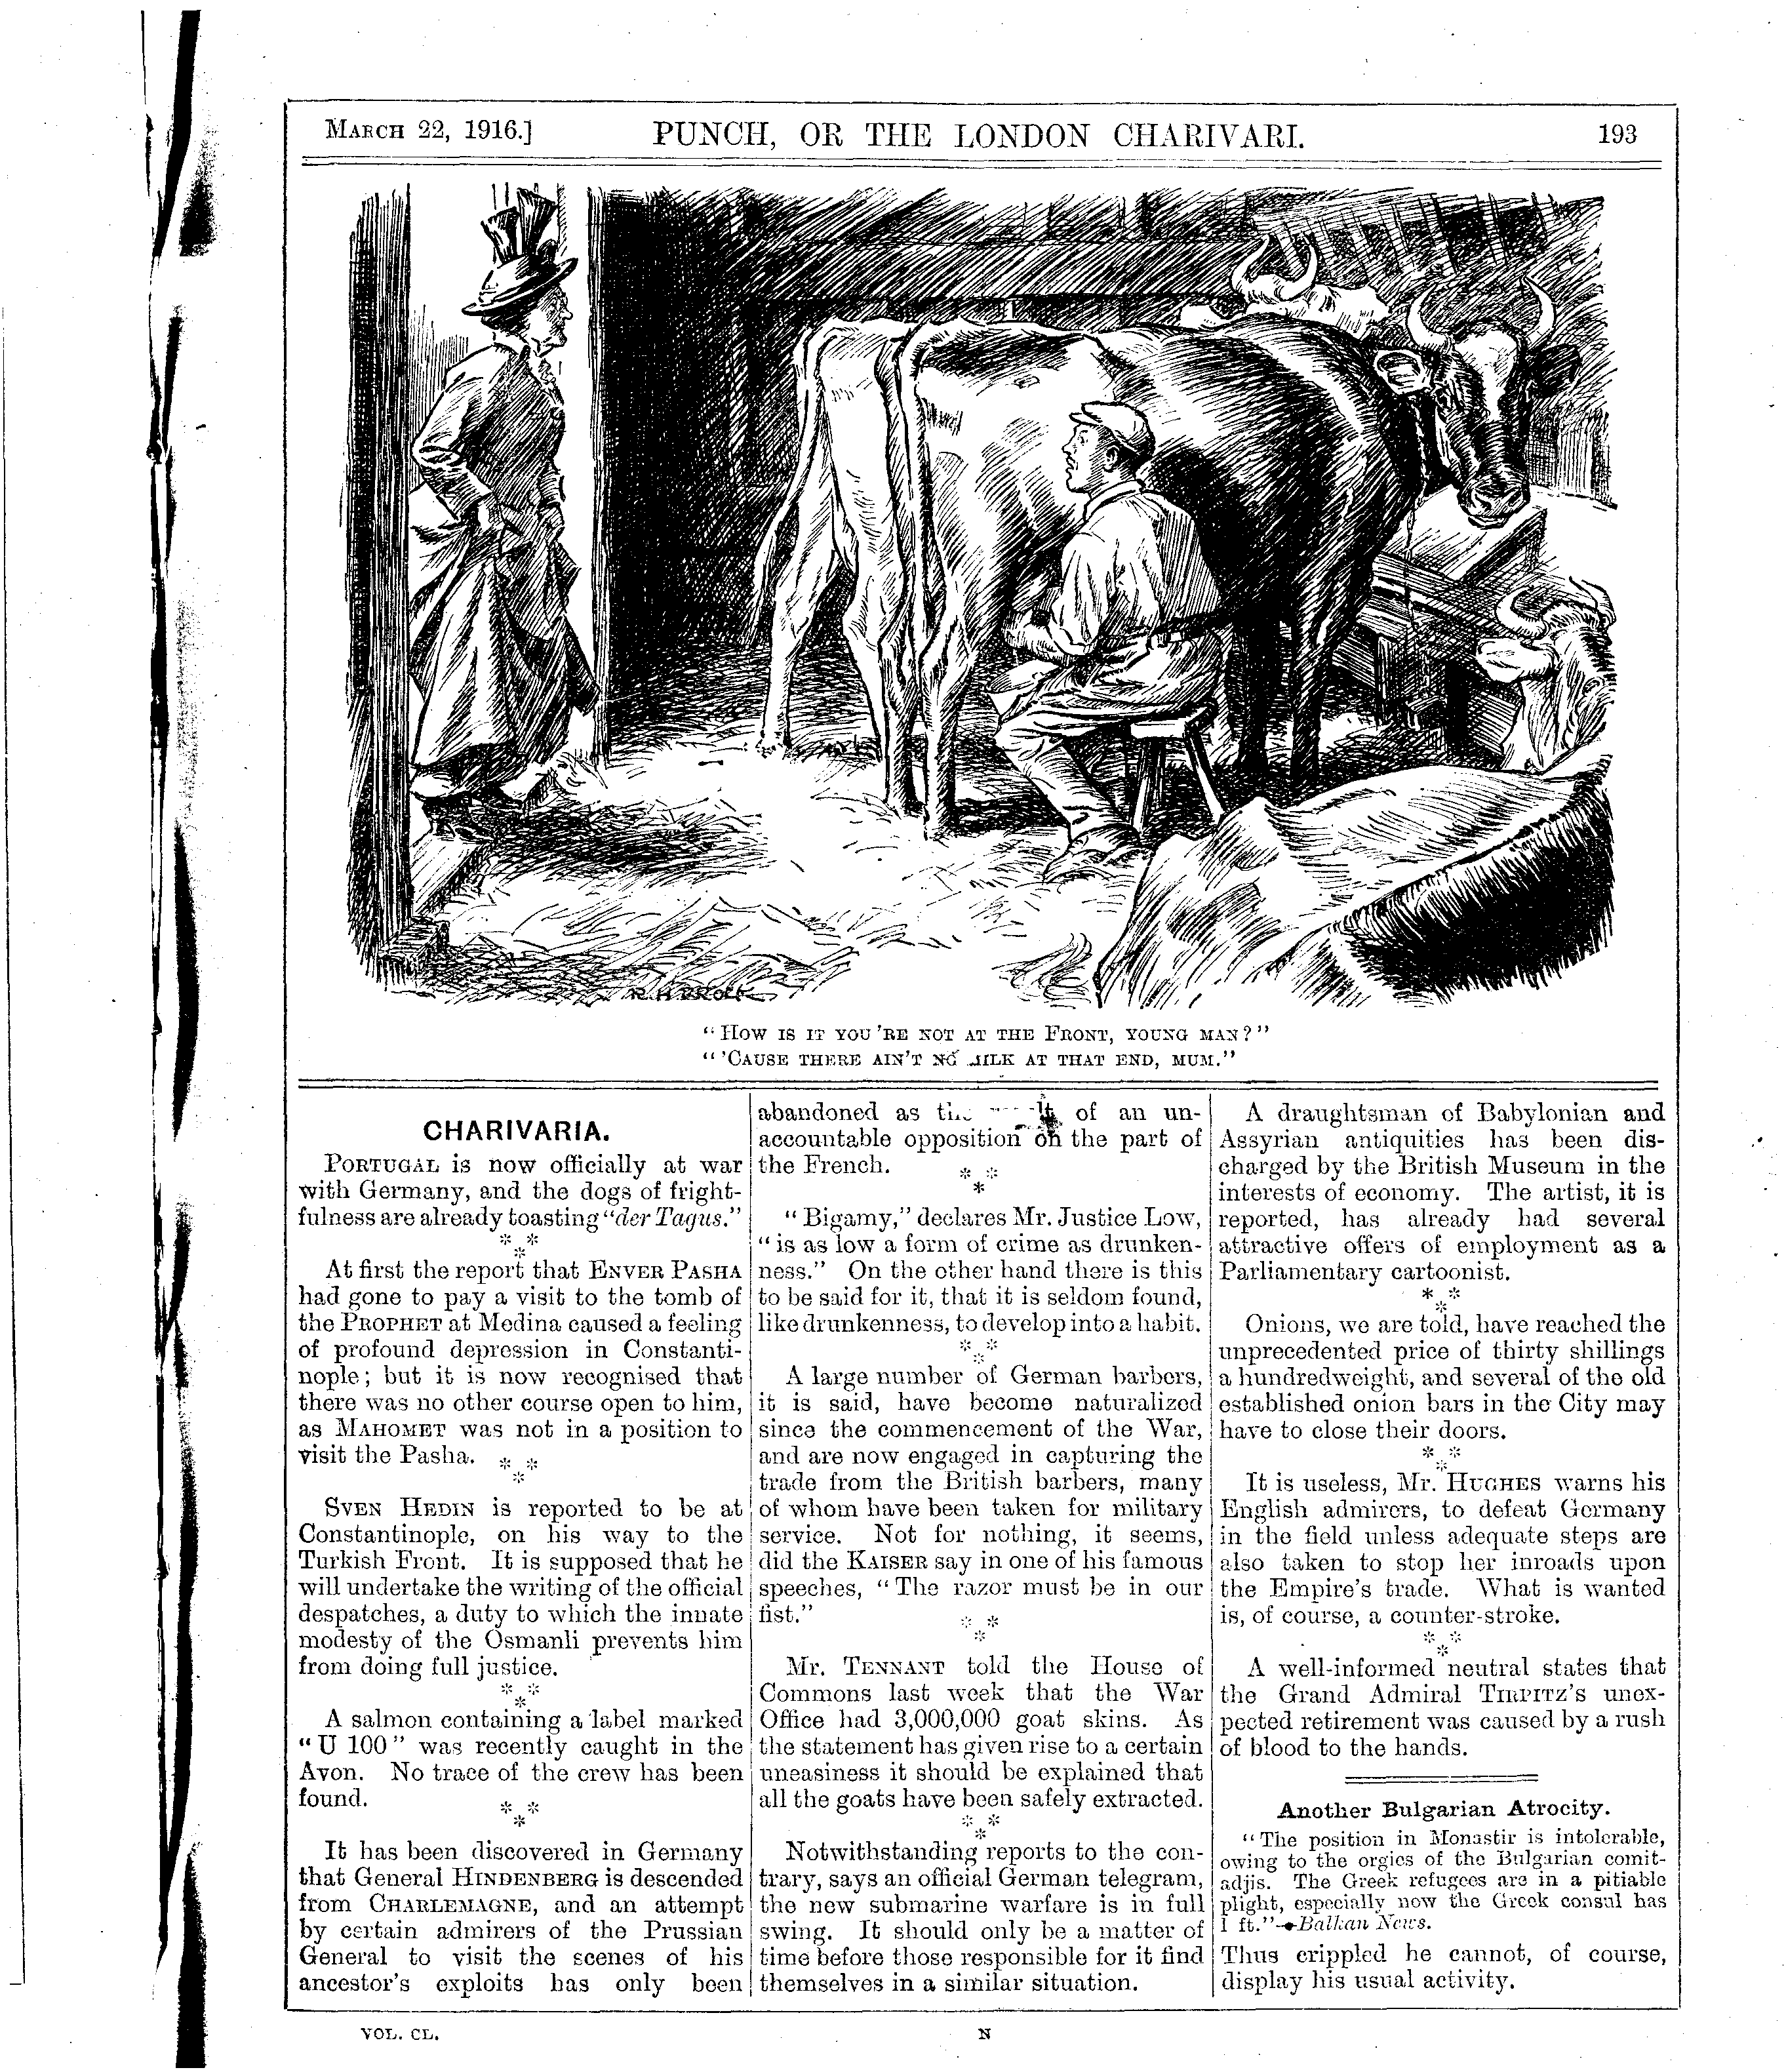 MARCH 22, 1916.] PUNCH, OR THE LONDON CHARIVARI. 193
R. H. BROCK
"HOW IS IT YOU'RE NOT AT THE FRONT, YOUNG MAN?"
"'CAUSE THERE AIN'T NO MILK AT THAT END, MUM."
CHARIVARIA.
PORTUGAL is now officially at war
with Germany, and the dogs of fright-
fulness are already toasting "der Tagus."
* *
*
At first the report that ENVER PASHA
had gone to pay a visit to the tomb of
the PROPHET at Medina caused a feeling
of profound depression in Constanti-
nople; but it is now recognised that
there was no other course open to him,
as MAHOMET was not in a position to
visit the Pasha.
* *
*
SVEN HEDIN is reported to be at
Constantinople, on his way to the
Turkish Front. It is supposed that he
will undertake the writing of the official
despatches, a duty to which the innate
modesty of the Osmanli prevents him
from doing full justice.
* *
*
A salmon containing a label marked
"U 100" was recently caught in the
Avon. No trace of the crew has been
found.
* *
*
It has been discovered in Germany
that General HINDENBERG is descended
from CHARLEMAGNE, and an attempt
by certain admirers of the Prussian
General to visit the scenes of his
ancestor's exploits has only been
abandoned as the of an un-
accountable opposition on the part of
the French.
* *
*
"Bigamy," declares Mr. Justice Low,
"is as low a form of crime as drunken-
ness." On the other hand there is this
to be said for it, that it is seldom found,
like drunkenness, to develop into a habit.
* *
*
A large number of German barbers,
it is said, have become naturalized
since the commencement of the War,
and are now engaged in capturing the
trade from the British barbers, many
of whom have been taken for military
service. Not for nothing, it seems,
did the KAISER say in one of his famous
speeches, "The razor must be in our
fist."
* *
*
Mr. TENNANT told the House of
Commons last week that the War
Office had 3,000,000 goat skins. As
the statement has given rise to a certain
uneasiness it should be explained that
all the goats have been safely extracted.
* *
*
Notwithstanding reports to the con-
trary, says an official German telegram,
the new submarine warfare is in full
swing. It should only be a matter of
time before those responsible for it find
themselves in a similar situation.
A draughtsman of Babylonian and
Assyrian antiquities has been dis-
charged by the British Museum in the
interests of economy. The artist, it is
reported, has already had several
attractive offers of employment as a
Parliamentary cartoonist.
* *
*
Onions, we are told, have reached the
unprecedented price of thirty shillings
a hundredweight, and several of the old
established onion bars in the City may
have to close their doors.
* *
*
It is useless, Mr. HUGHES warns his
English admirers, to defeat Germany
in the field unless adequate steps are
also taken to stop her inroads upon
the Empire's trade. What is wanted
is, of course, a counter-stroke.
* *
*
A well-informed neutral states that
the Grand Admiral TIRPITZ'S unex-
pected retirement was caused by a rush
of blood to the hands.
Another Bulgarian Atrocity.
"The position in Monastir is intolerable,
owing to the orgies of the Bulgarian comit-
adjis. The Greek refugees are in a pitiable
plight, especially now the Greek consul has
1 ft."—Balkan News.
Thus crippled he cannot, of course,
display his usual activity.
VOL. CL. N